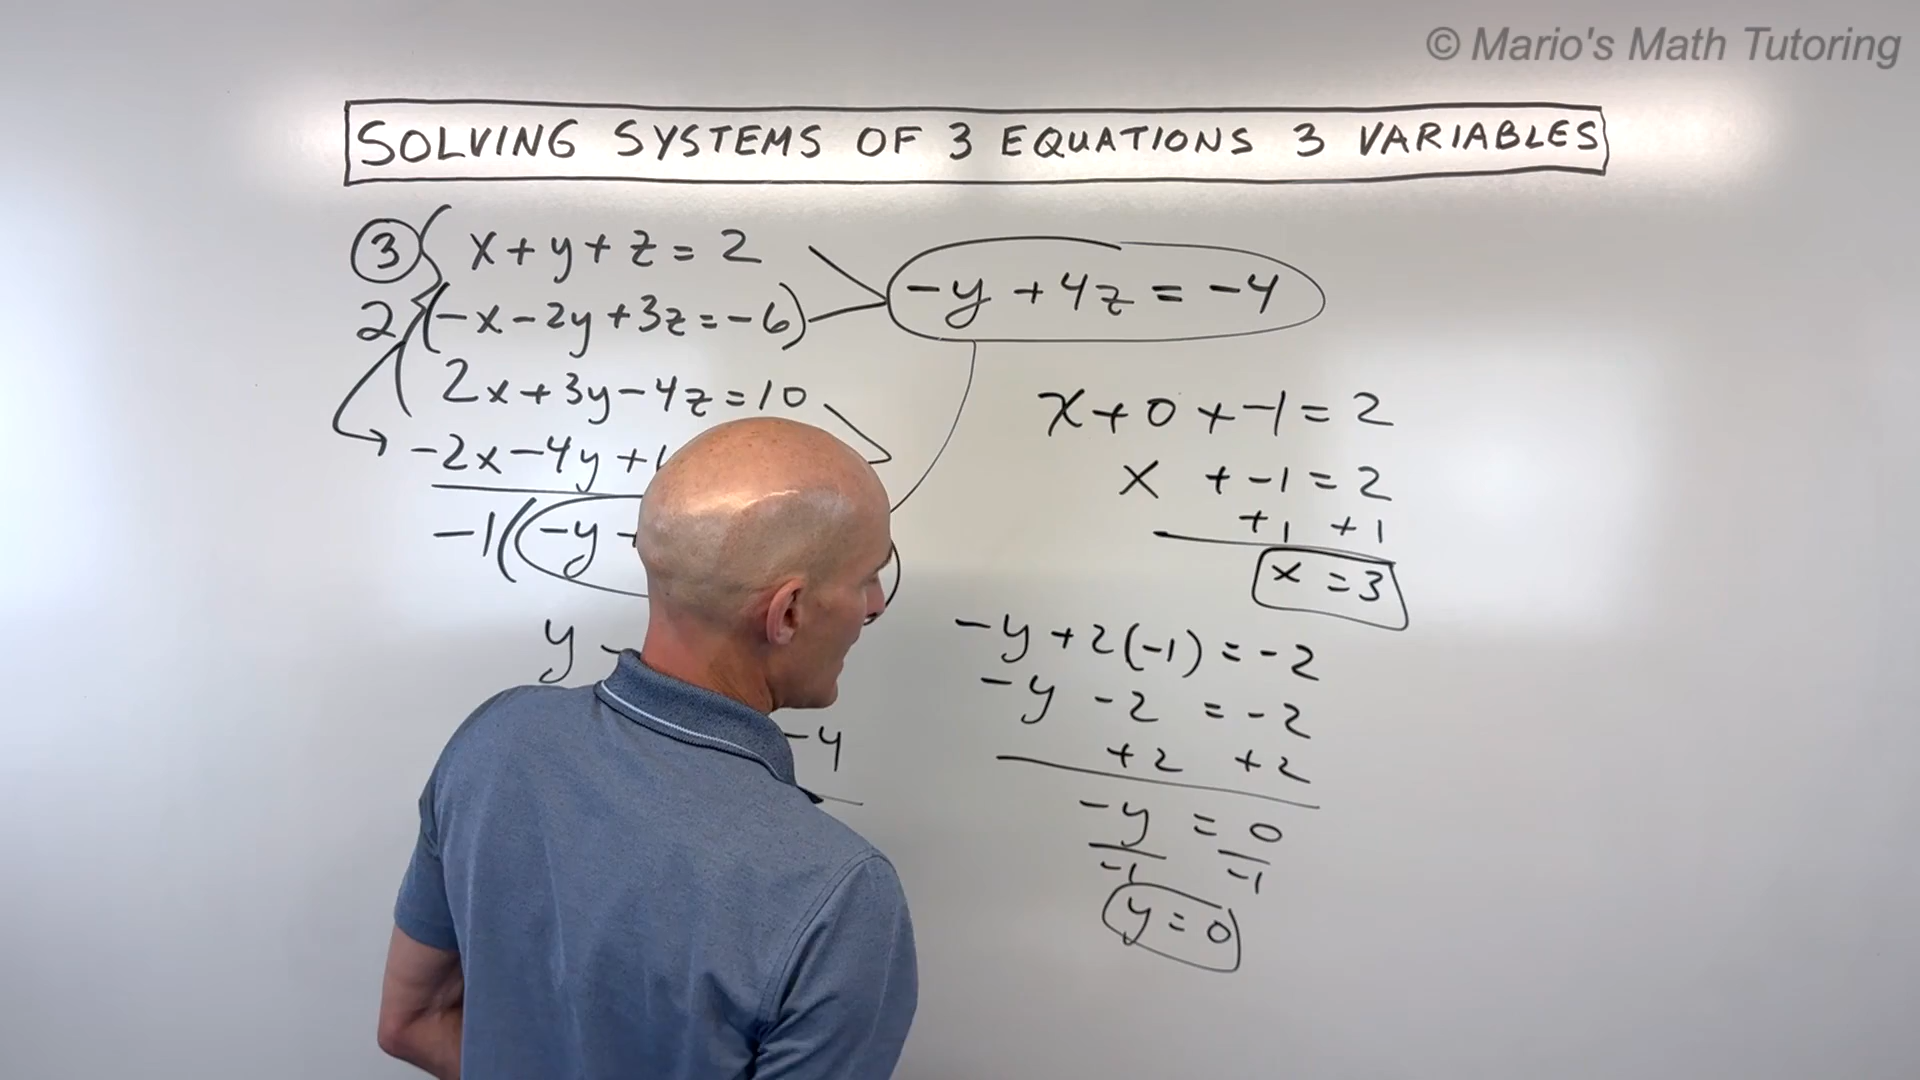 © Mario's Math Tutoring
SOLVING SYSTEMS OF 3 EQUATIONS 3 VARIABLES
③ x + y + z = 2
2 (-x - 2y + 3z = -6)
2x + 3y - 4z = 10
-2x - 4y +
-1 ( -y
y -
-4
-y + 4z = -4
x + 0 + -1 = 2
x + -1 = 2
+1 +1
x = 3
-y + 2(-1) = -2
-y - 2 = -2
+2 +2
-y = 0
-1 -1
y = 0